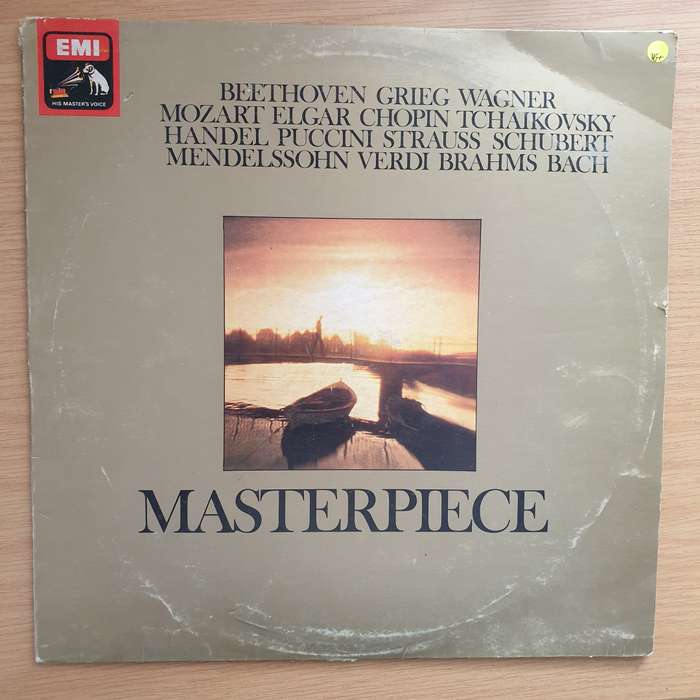 EMI
HIS MASTER'S VOICE
BEETHOVEN GRIEG WAGNER
MOZART ELGAR CHOPIN TCHAIKOVSKY
HANDEL PUCCINI STRAUSS SCHUBERT
MENDELSSOHN VERDI BRAHMS BACH
MASTERPIECE